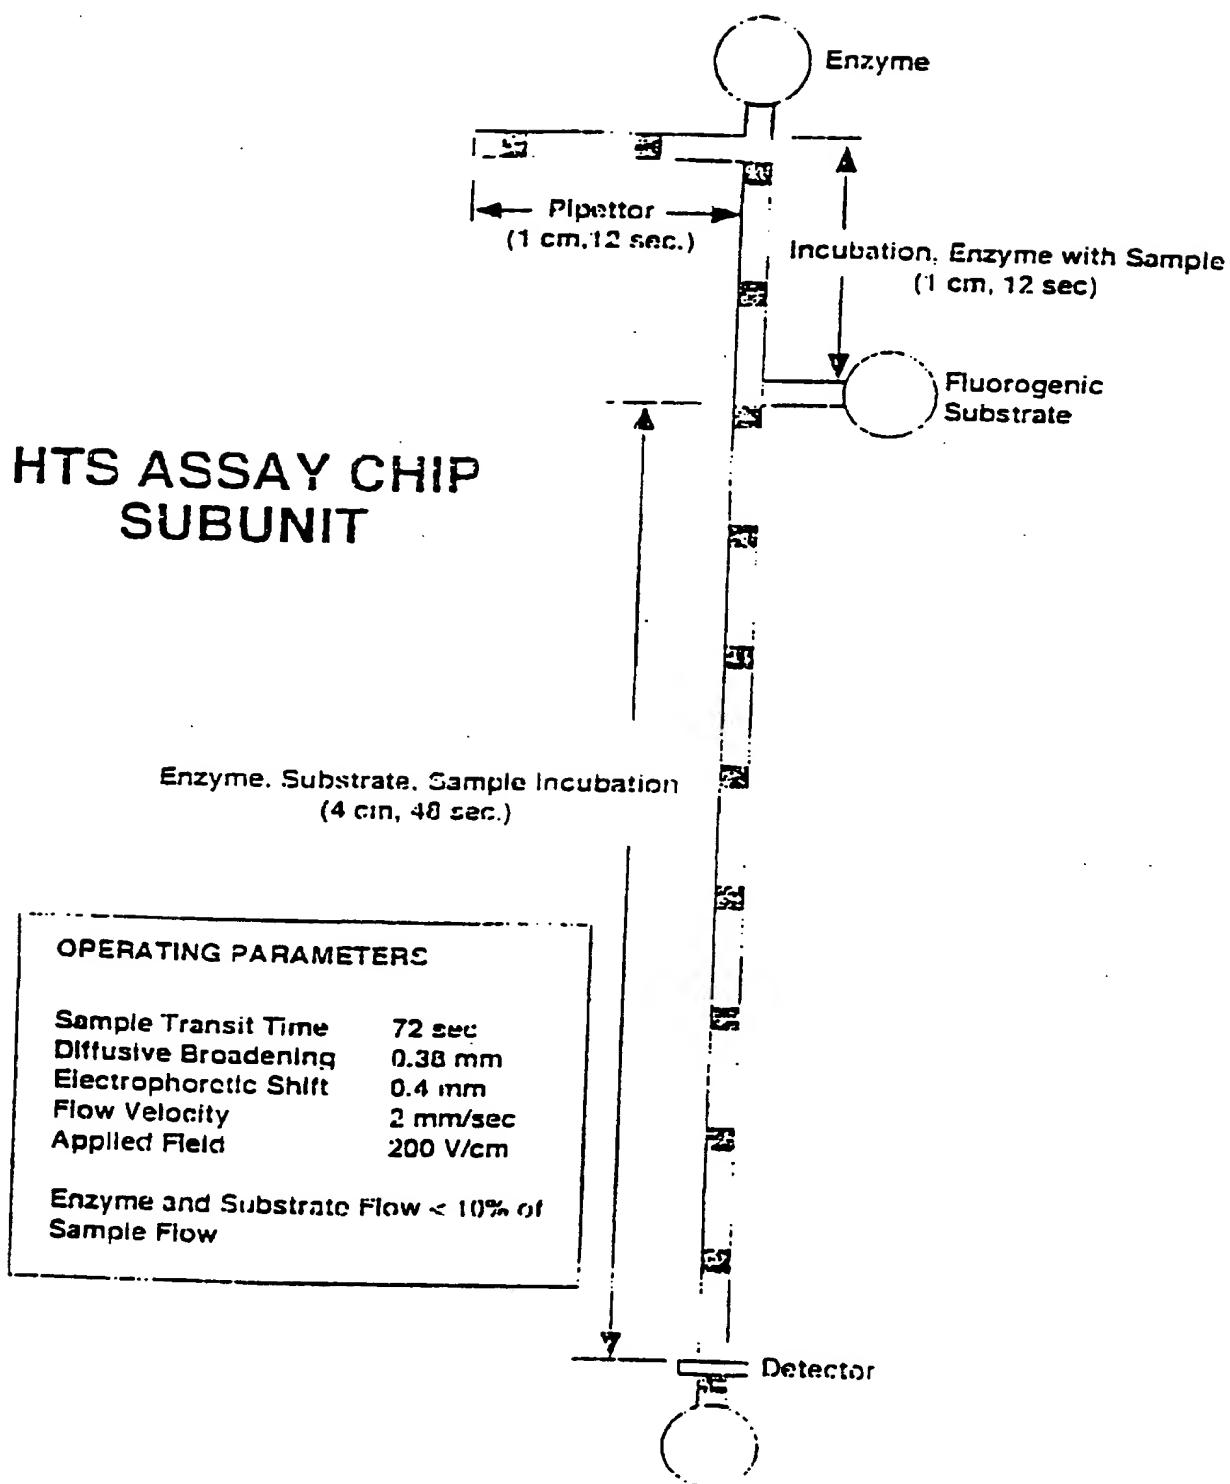 Enzyme
Pipettor
(1 cm,12 sec.)
Incubation, Enzyme with Sample
(1 cm, 12 sec)
Fluorogenic
Substrate
HTS ASSAY CHIP
SUBUNIT
Enzyme, Substrate, Sample Incubation
(4 cm, 48 sec.)
OPERATING PARAMETERS
Sample Transit Time 72 sec
Diffusive Broadening 0.38 mm
Electrophoretic Shift 0.4 mm
Flow Velocity 2 mm/sec
Applied Field 200 V/cm
Enzyme and Substrate Flow < 10% of
Sample Flow
Detector